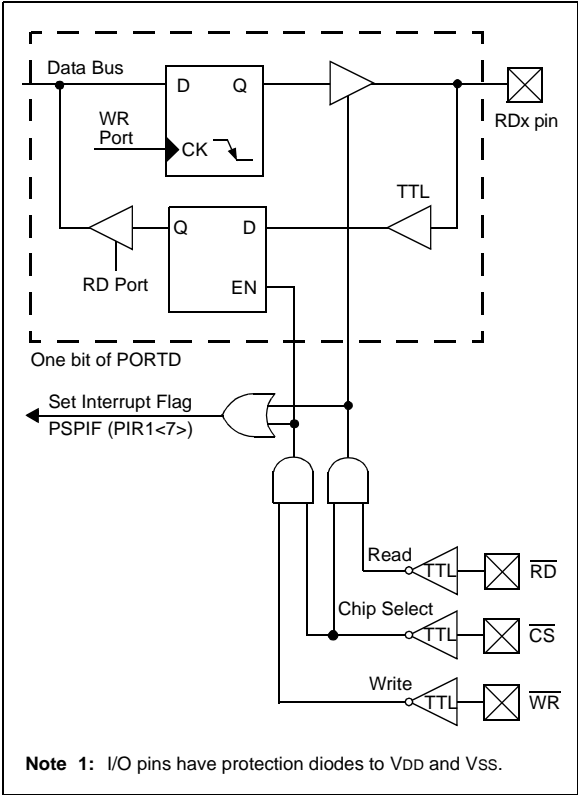 Data Bus
D Q
WR
Port
CK
RDx pin
TTL
Q D
RD Port
EN
One bit of PORTD
Set Interrupt Flag
PSPIF (PIR1<7>)
Read
TTL
RD
Chip Select
TTL
CS
Write
TTL
WR
Note 1: I/O pins have protection diodes to VDD and VSS.